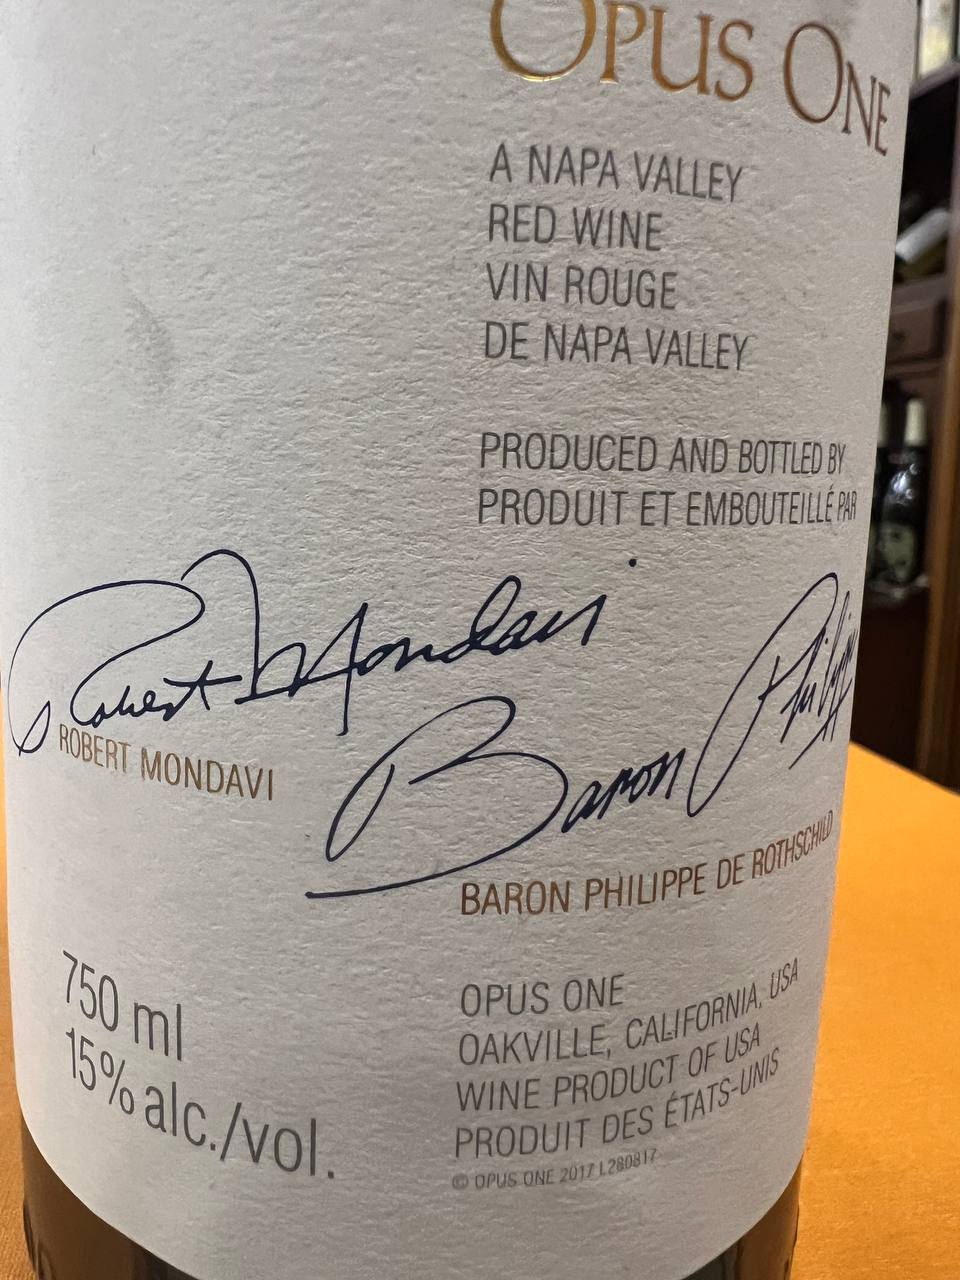 OPUS ONE
A NAPA VALLEY
RED WINE
VIN ROUGE
DE NAPA VALLEY
PRODUCED AND BOTTLED BY
PRODUIT ET EMBOUTEILLÉ PAR
Robert Mondavi
ROBERT MONDAVI
Baron Philippe
BARON PHILIPPE DE ROTHSCHILD
750 ml
15% alc./vol.
OPUS ONE
OAKVILLE, CALIFORNIA, USA
WINE PRODUCT OF USA
PRODUIT DES ÉTATS-UNIS
© OPUS ONE 2017 L280817